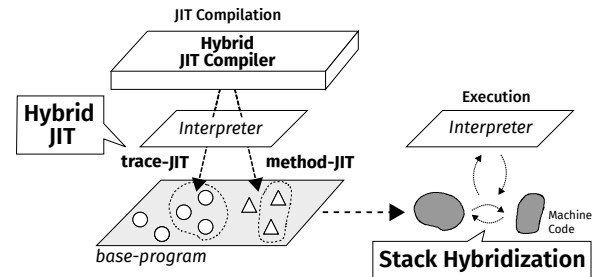 JIT Compilation
Hybrid
JIT Compiler
Hybrid
JIT
Interpreter
trace-JIT
method-JIT
base-program
Execution
Interpreter
Machine
Code
Stack Hybridization